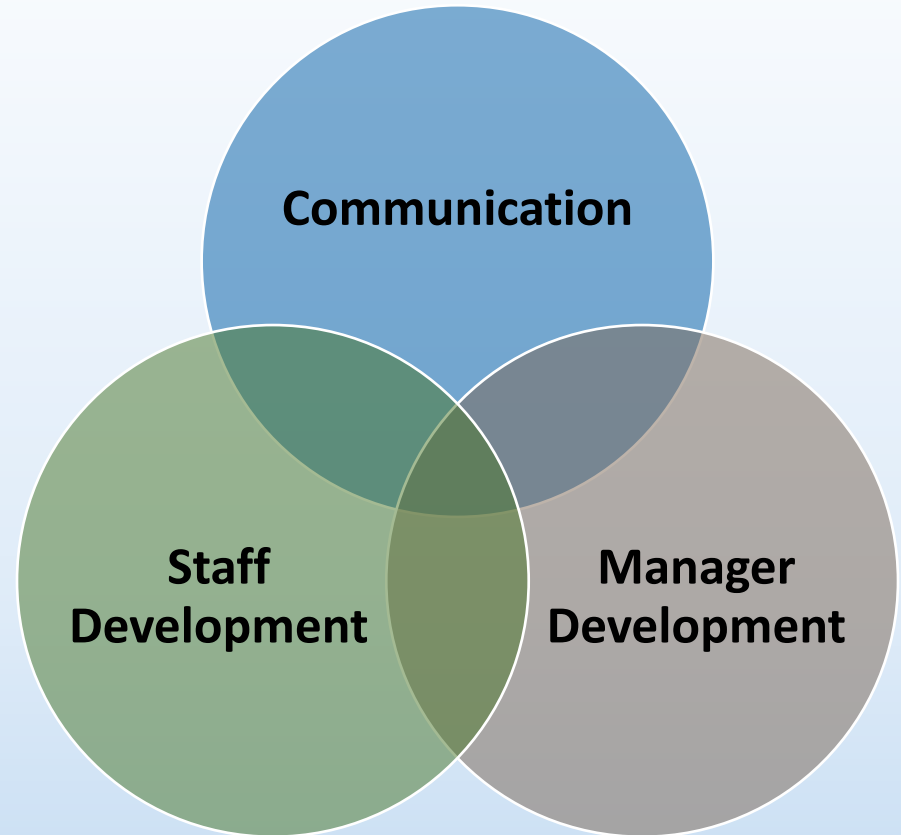 Communication
Staff
Development
Manager
Development